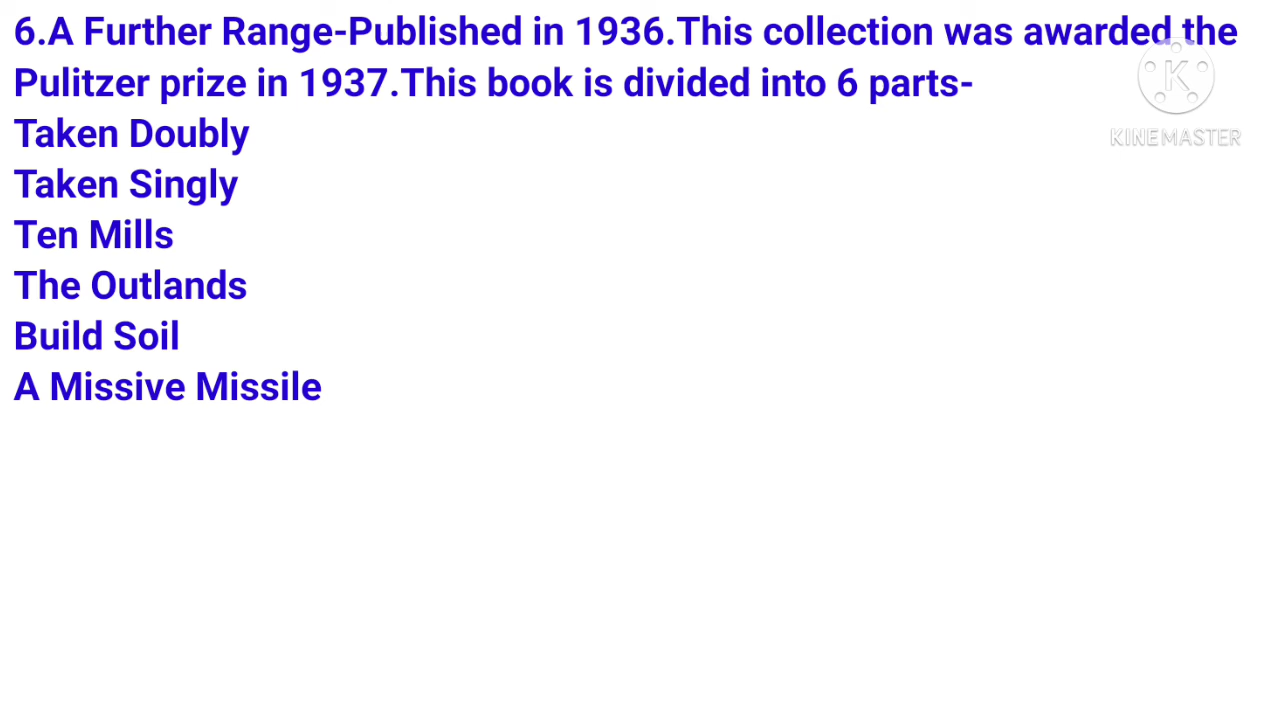 6.A Further Range-Published in 1936.This collection was awarded the
Pulitzer prize in 1937.This book is divided into 6 parts-
Taken Doubly
Taken Singly
Ten Mills
The Outlands
Build Soil
A Missive Missile
K
KINEMASTER